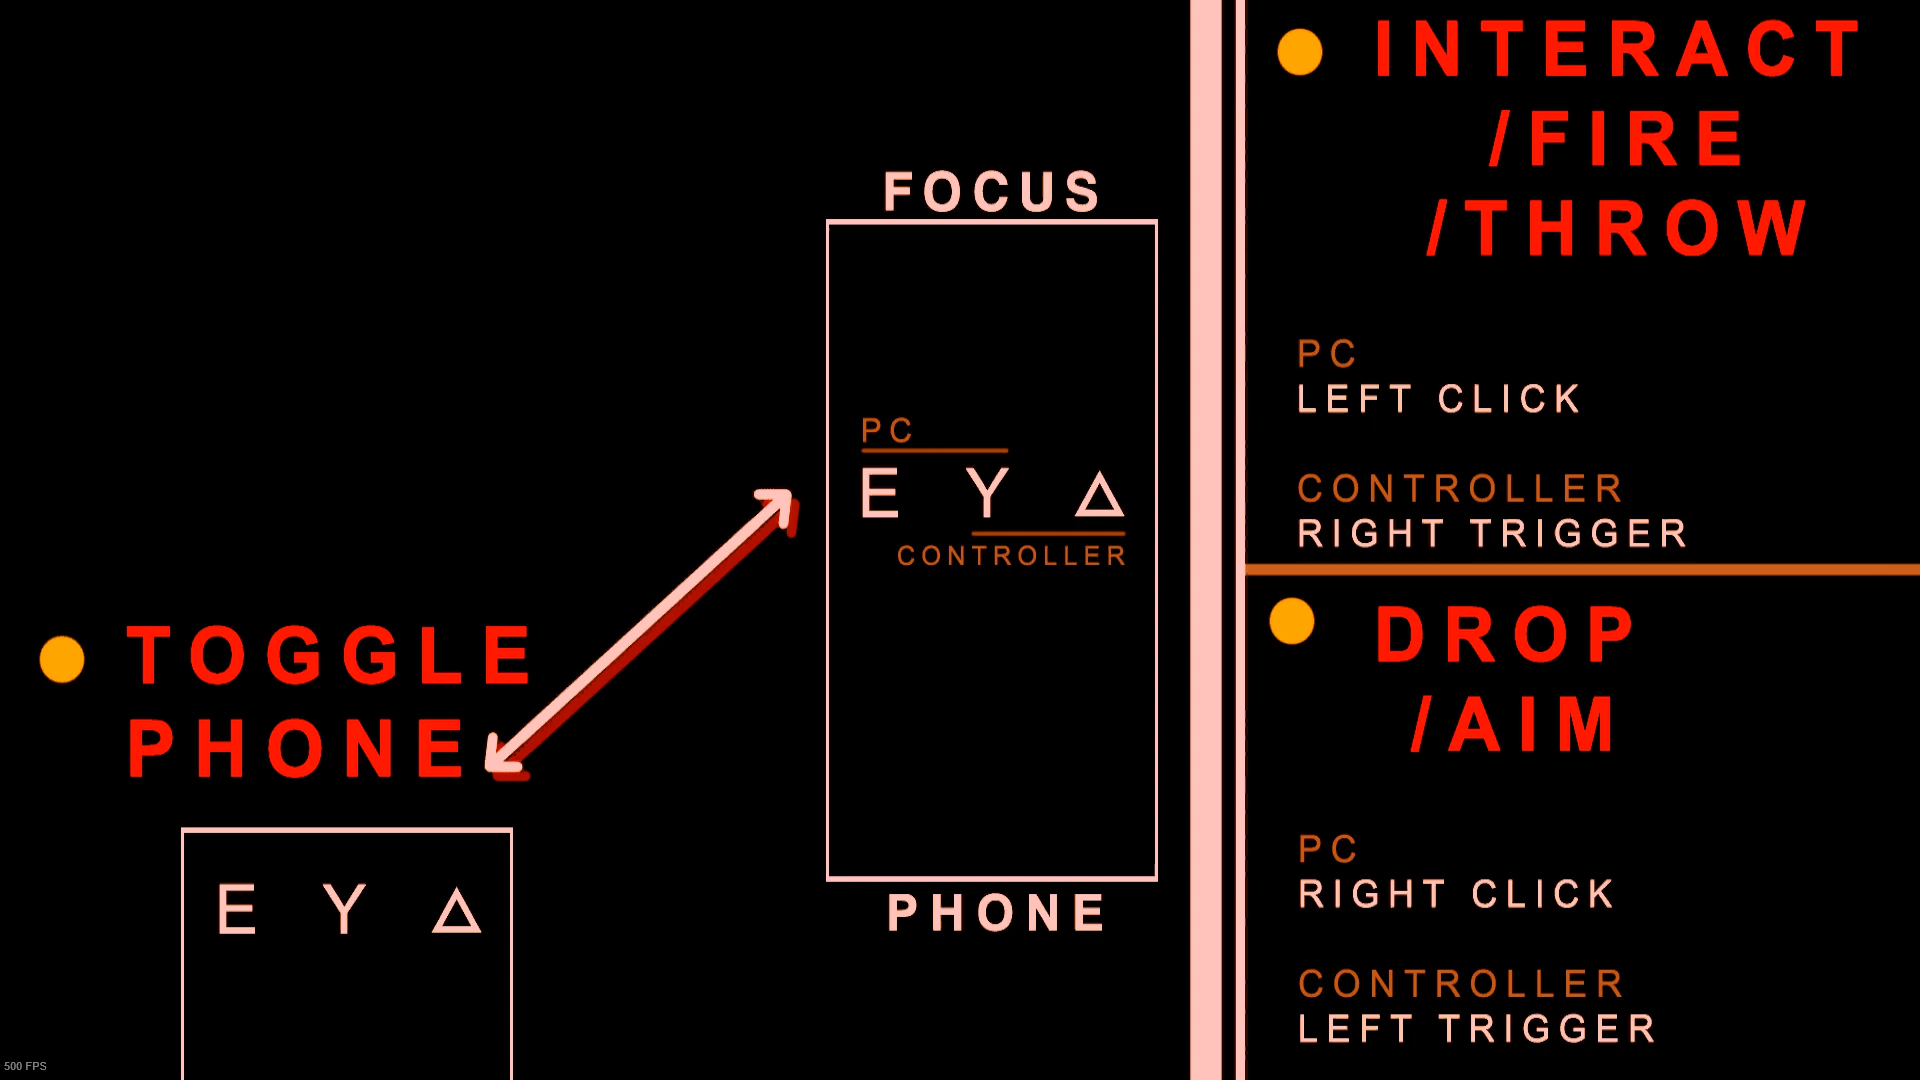 FOCUS
PC
E Y △
CONTROLLER
PHONE
TOGGLE
PHONE
E Y △
500 FPS
INTERACT
/FIRE
/THROW
PC
LEFT CLICK
CONTROLLER
RIGHT TRIGGER
DROP
/AIM
PC
RIGHT CLICK
CONTROLLER
LEFT TRIGGER